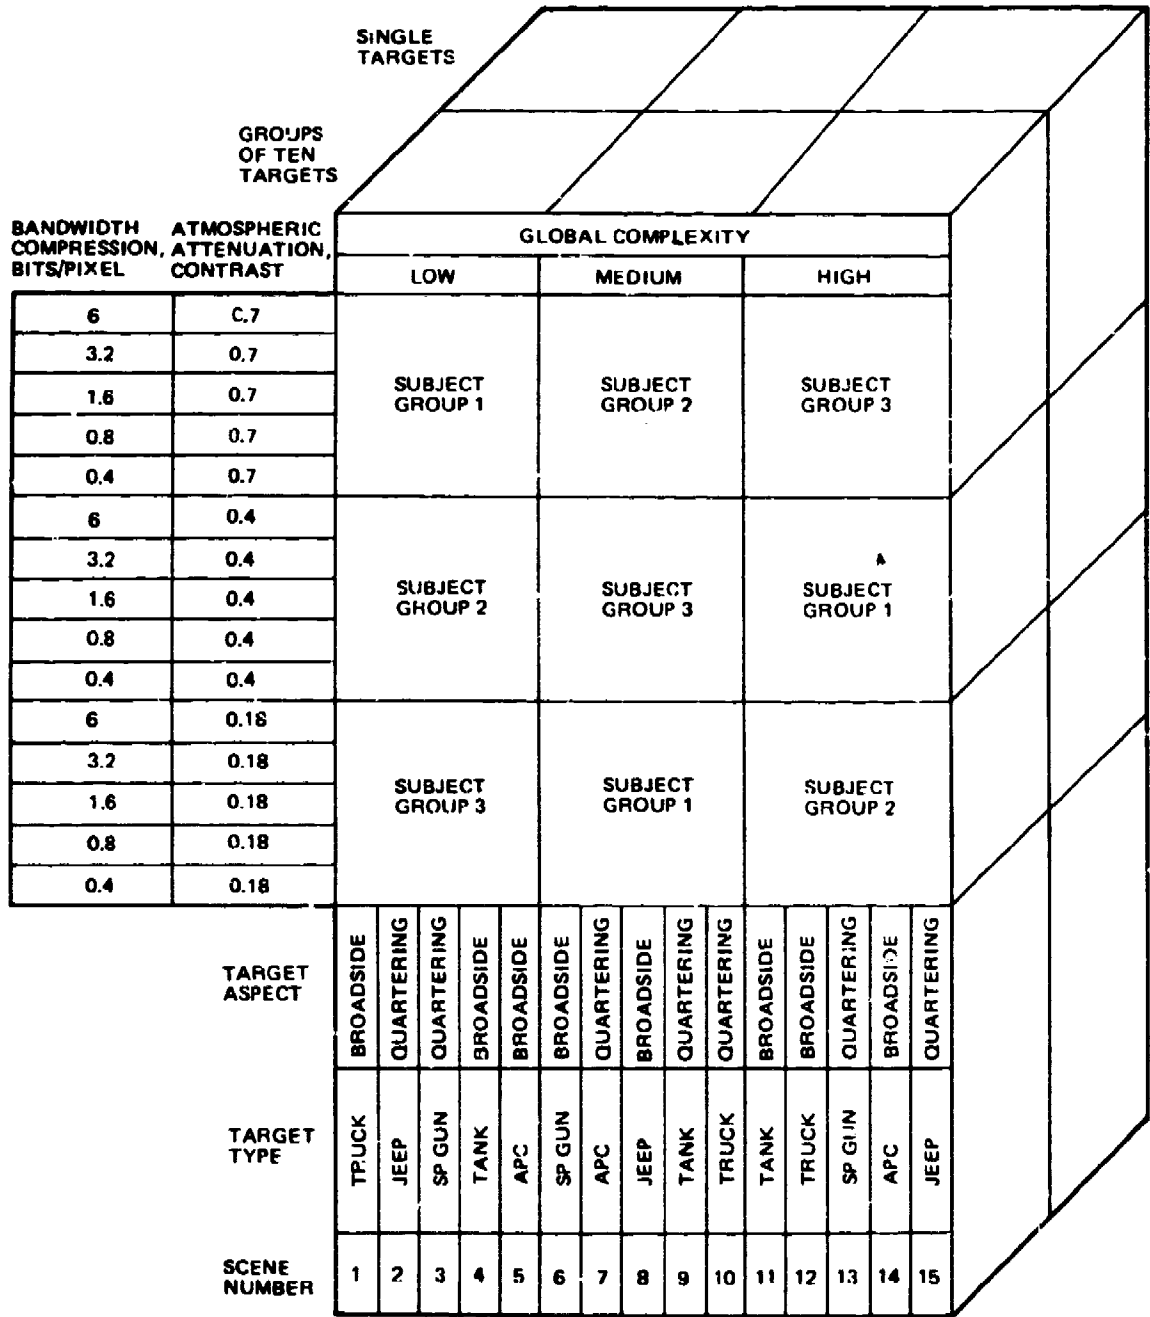 SINGLE
TARGETS
GROUPS
OF TEN
TARGETS
BANDWIDTH
COMPRESSION,
BITS/PIXEL
ATMOSPHERIC
ATTENUATION,
CONTRAST
GLOBAL COMPLEXITY
LOW MEDIUM HIGH
6 C.7
3.2 0.7
1.6 0.7
0.8 0.7
0.4 0.7
SUBJECT
GROUP 1
SUBJECT
GROUP 2
SUBJECT
GROUP 3
6 0.4
3.2 0.4
1.6 0.4
0.8 0.4
0.4 0.4
SUBJECT
GROUP 2
SUBJECT
GROUP 3
SUBJECT
GROUP 1
6 0.18
3.2 0.18
1.6 0.18
0.8 0.18
0.4 0.18
SUBJECT
GROUP 3
SUBJECT
GROUP 1
SUBJECT
GROUP 2
TARGET
ASPECT
BROADSIDE
QUARTERING
QUARTERING
BROADSIDE
BROADSIDE
BROADSIDE
QUARTERING
BROADSIDE
QUARTERING
QUARTERING
BROADSIDE
BROADSIDE
QUARTERING
BROADSIDE
QUARTERING
TARGET
TYPE
TRUCK
JEEP
SP GUN
TANK
APC
SP GUN
APC
JEEP
TANK
TRUCK
TANK
TRUCK
SP GUN
APC
JEEP
SCENE
NUMBER
1 2 3 4 5 6 7 8 9 10 11 12 13 14 15